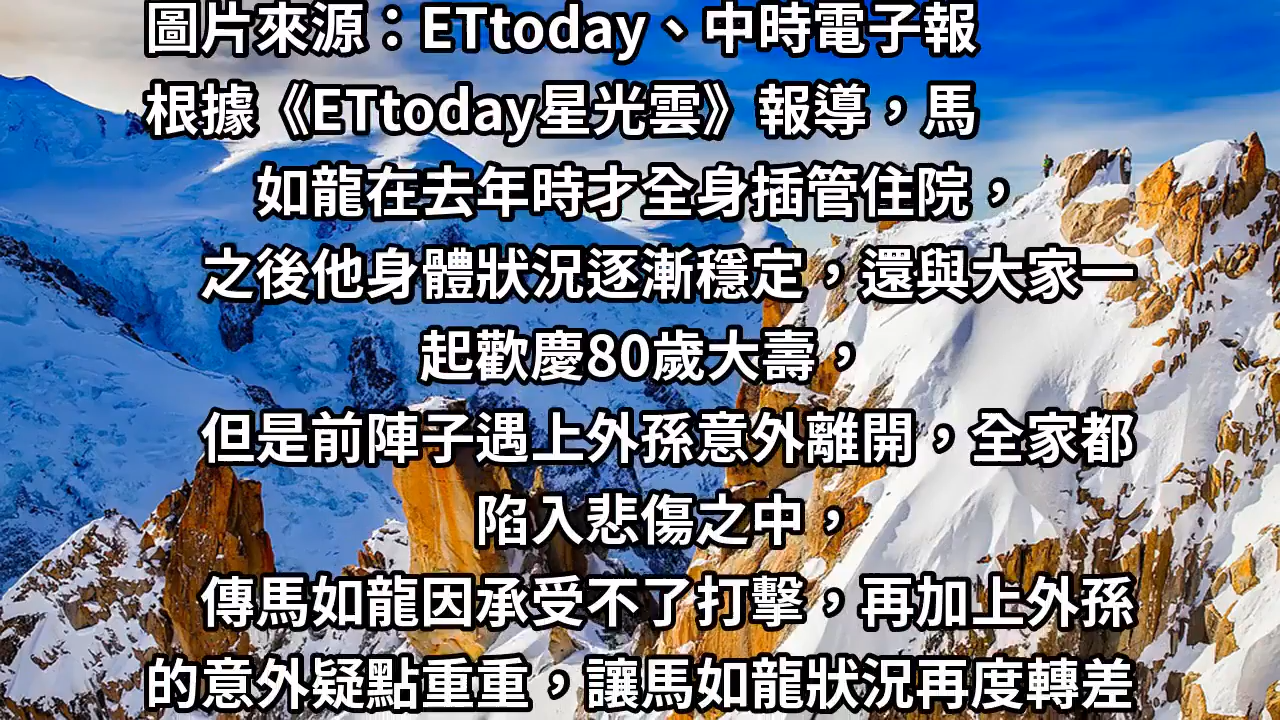 圖片來源：ETtoday、中時電子報
根據《ETtoday星光雲》報導，馬
如龍在去年時才全身插管住院，
之後他身體狀況逐漸穩定，還與大家一
起歡慶80歲大壽，
但是前陣子遇上外孫意外離開，全家都
陷入悲傷之中，
傳馬如龍因承受不了打擊，再加上外孫
的意外疑點重重，讓馬如龍狀況再度轉差